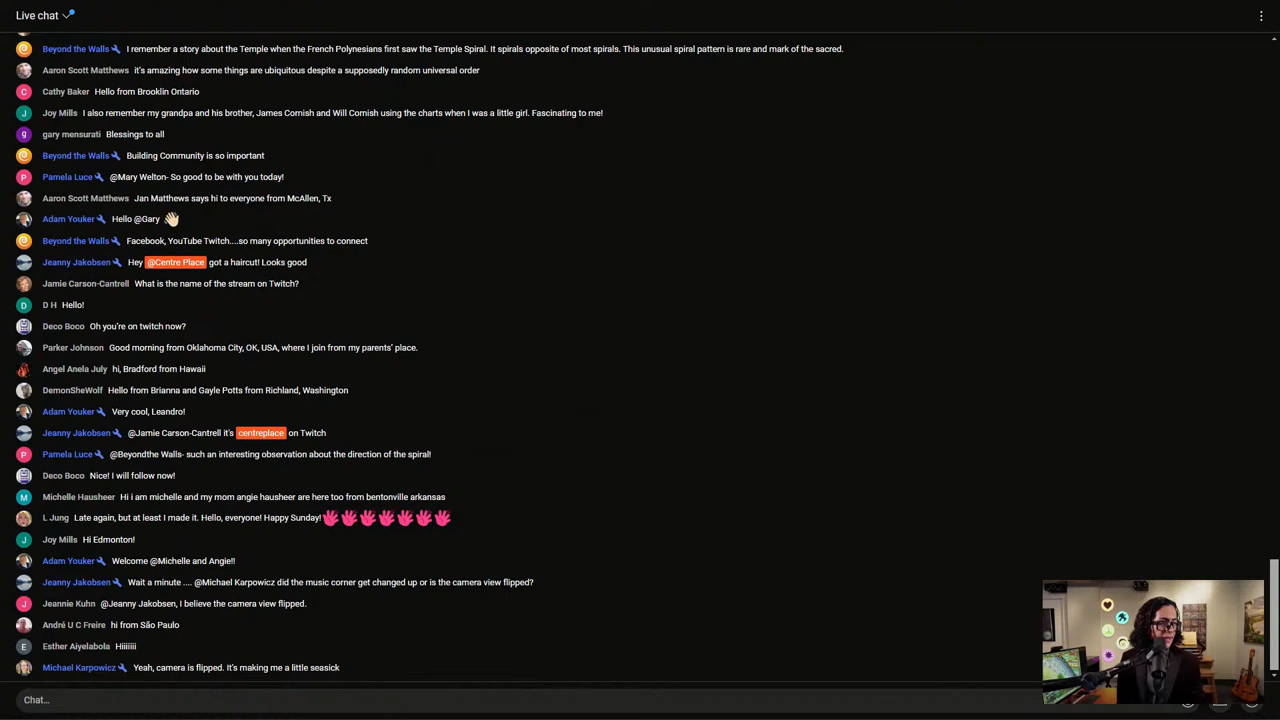 Live chat
Beyond the Walls I remember a story about the Temple when the French Polynesians first saw the Temple Spiral. It spirals opposite of most spirals. This unusual spiral pattern is rare and mark of the sacred.
Aaron Scott Matthews it's amazing how some things are ubiquitous despite a supposedly random universal order
C Cathy Baker Hello from Brooklin Ontario
J Joy Mills I also remember my grandpa and his brother, James Cornish and Will Cornish using the charts when I was a little girl. Fascinating to me!
g gary mensurati Blessings to all
Beyond the Walls Building Community is so important
P Pamela Luce @Mary Welton- So good to be with you today!
Aaron Scott Matthews Jan Matthews says hi to everyone from McAllen, Tx
Adam Youker Hello @Gary 👋🏻
Beyond the Walls Facebook, YouTube Twitch....so many opportunities to connect
Jeanny Jakobsen Hey @Centre Place got a haircut! Looks good
Jamie Carson-Cantrell What is the name of the stream on Twitch?
D D H Hello!
Deco Boco Oh you're on twitch now?
Parker Johnson Good morning from Oklahoma City, OK, USA, where I join from my parents' place.
Angel Anela July hi, Bradford from Hawaii
DemonSheWolf Hello from Brianna and Gayle Potts from Richland, Washington
Adam Youker Very cool, Leandro!
Jeanny Jakobsen @Jamie Carson-Cantrell it's centreplace on Twitch
P Pamela Luce @Beyondthe Walls- such an interesting observation about the direction of the spiral!
Deco Boco Nice! I will follow now!
M Michelle Hausheer Hi i am michelle and my mom angie hausheer are here too from bentonville arkansas
L Jung Late again, but at least I made it. Hello, everyone! Happy Sunday!
J Joy Mills Hi Edmonton!
Adam Youker Welcome @Michelle and Angie!!
Jeanny Jakobsen Wait a minute .... @Michael Karpowicz did the music corner get changed up or is the camera view flipped?
J Jeannie Kuhn @Jeanny Jakobsen, I believe the camera view flipped.
André U C Freire hi from São Paulo
E Esther Aiyelabola Hiiiiiii
Michael Karpowicz Yeah, camera is flipped. It's making me a little seasick
Chat...